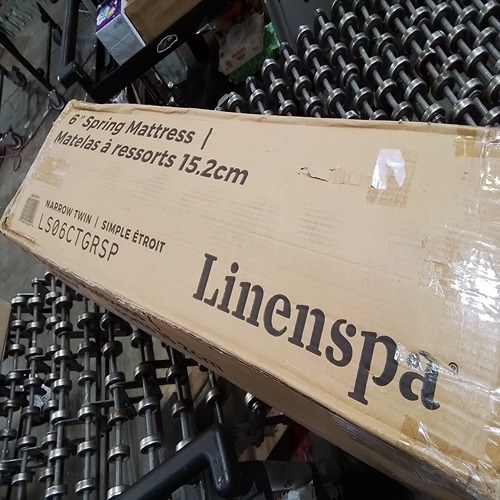 6" Spring Mattress |
Matelas à ressorts 15.2cm
NARROW TWIN | SIMPLE ÉTROIT
LS06CTGRSP
Linenspa®